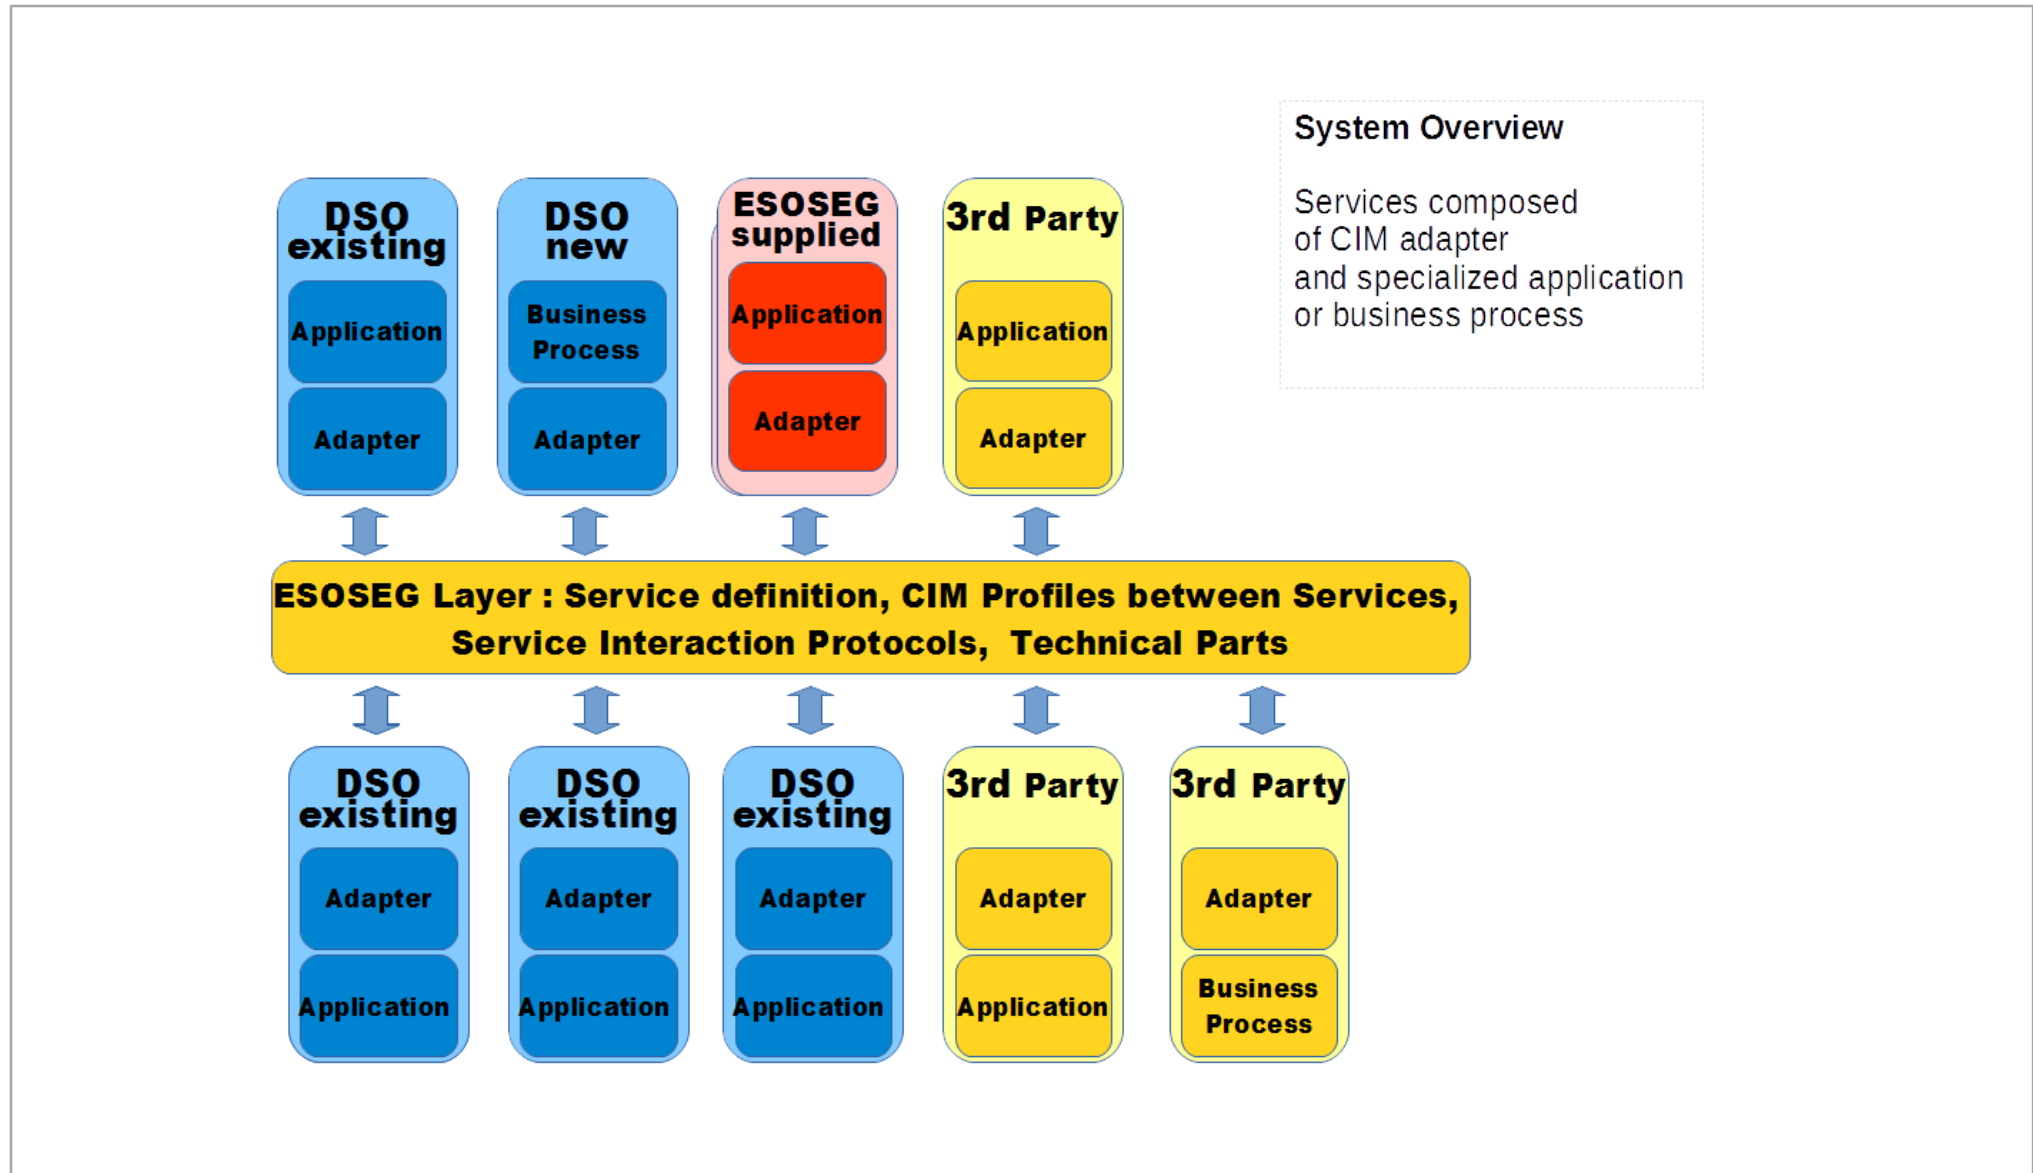 System Overview
Services composed
of CIM adapter
and specialized application
or business process
DSO
existing
Application
Adapter
DSO
new
Business
Process
Adapter
ESOSEG
supplied
Application
Adapter
3rd Party
Application
Adapter
ESOSEG Layer : Service definition, CIM Profiles between Services,
Service Interaction Protocols, Technical Parts
DSO
existing
Adapter
Application
DSO
existing
Adapter
Application
DSO
existing
Adapter
Application
3rd Party
Adapter
Application
3rd Party
Adapter
Business
Process